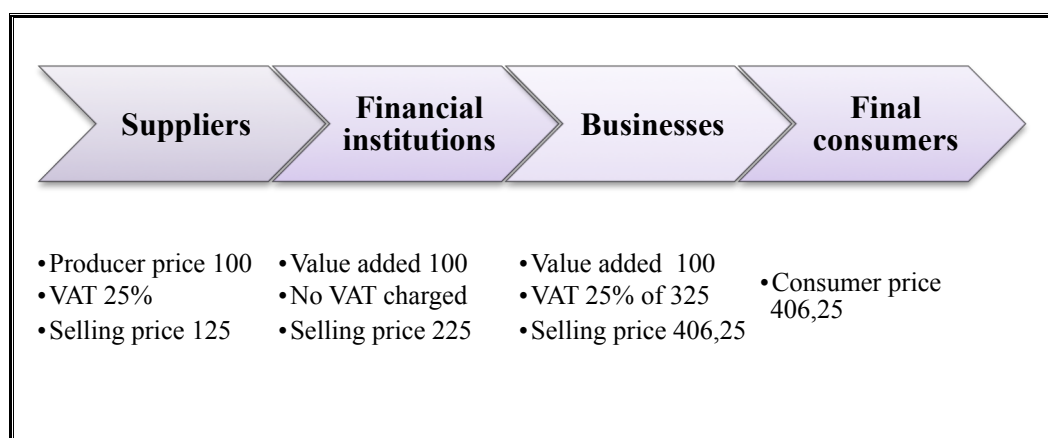 Suppliers
Financial
institutions
Businesses
Final
consumers
•Producer price 100
•VAT 25%
•Selling price 125
•Value added 100
•No VAT charged
•Selling price 225
•Value added  100
•VAT 25% of 325
•Selling price 406,25
•Consumer price
406,25